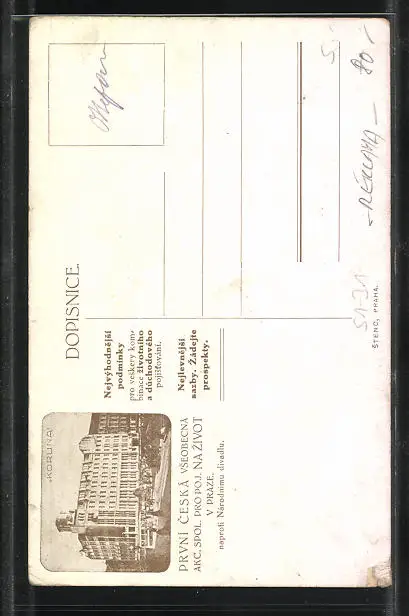 DOPISNICE.
„KORUNA"
PRVNÍ ČESKÁ VŠEOBECNÁ
AKC. SPOL. PRO POJ. NA ŽIVOT
V PRAZE,
naproti Národnímu divadlu.
Nejvýhodnější
podmínky
pro veškery kom-
binace životního
a důchodového
pojišťování.
Nejlevnější
sazby. Žádejte
prospekty.
ŠTENC, PRAHA.
- REKLAMA -
80,-
5,-